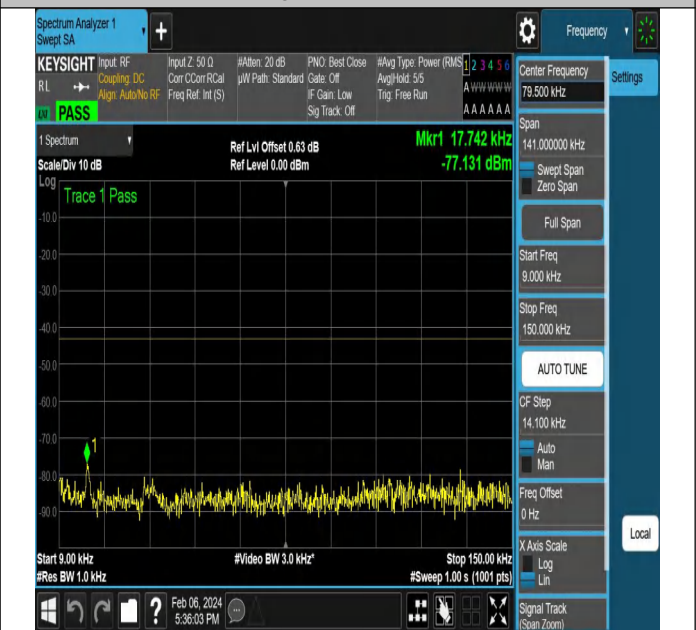 Spectrum Analyzer 1
Swept SA
+
Frequency
KEYSIGHT
RL
PASS
Input: RF
Coupling: DC
Align: Auto/No RF
Input Z: 50 Ω
Corr CCorr RCal
Freq Ref: Int (S)
#Atten: 20 dB
µW Path: Standard
PNO: Best Close
Gate: Off
IF Gain: Low
Sig Track: Off
#Avg Type: Power (RMS
Avg|Hold: 5/5
Trig: Free Run
1 2 3 4 5 6
A W W W W W
A A A A A A
1 Spectrum
Scale/Div 10 dB
Ref Lvl Offset 0.63 dB
Ref Level 0.00 dBm
Mkr1 17.742 kHz
-77.131 dBm
Log
Trace 1 Pass
-10.0
-20.0
-30.0
-40.0
-50.0
-60.0
-70.0
-80.0
-90.0
1
Start 9.00 kHz
#Res BW 1.0 kHz
#Video BW 3.0 kHz*
Stop 150.00 kHz
#Sweep 1.00 s (1001 pts)
Center Frequency
79.500 kHz
Settings
Span
141.000000 kHz
Swept Span
Zero Span
Full Span
Start Freq
9.000 kHz
Stop Freq
150.000 kHz
AUTO TUNE
CF Step
14.100 kHz
Auto
Man
Freq Offset
0 Hz
Local
X Axis Scale
Log
Lin
Signal Track
(Span Zoom)
?
Feb 06, 2024
5:36:03 PM